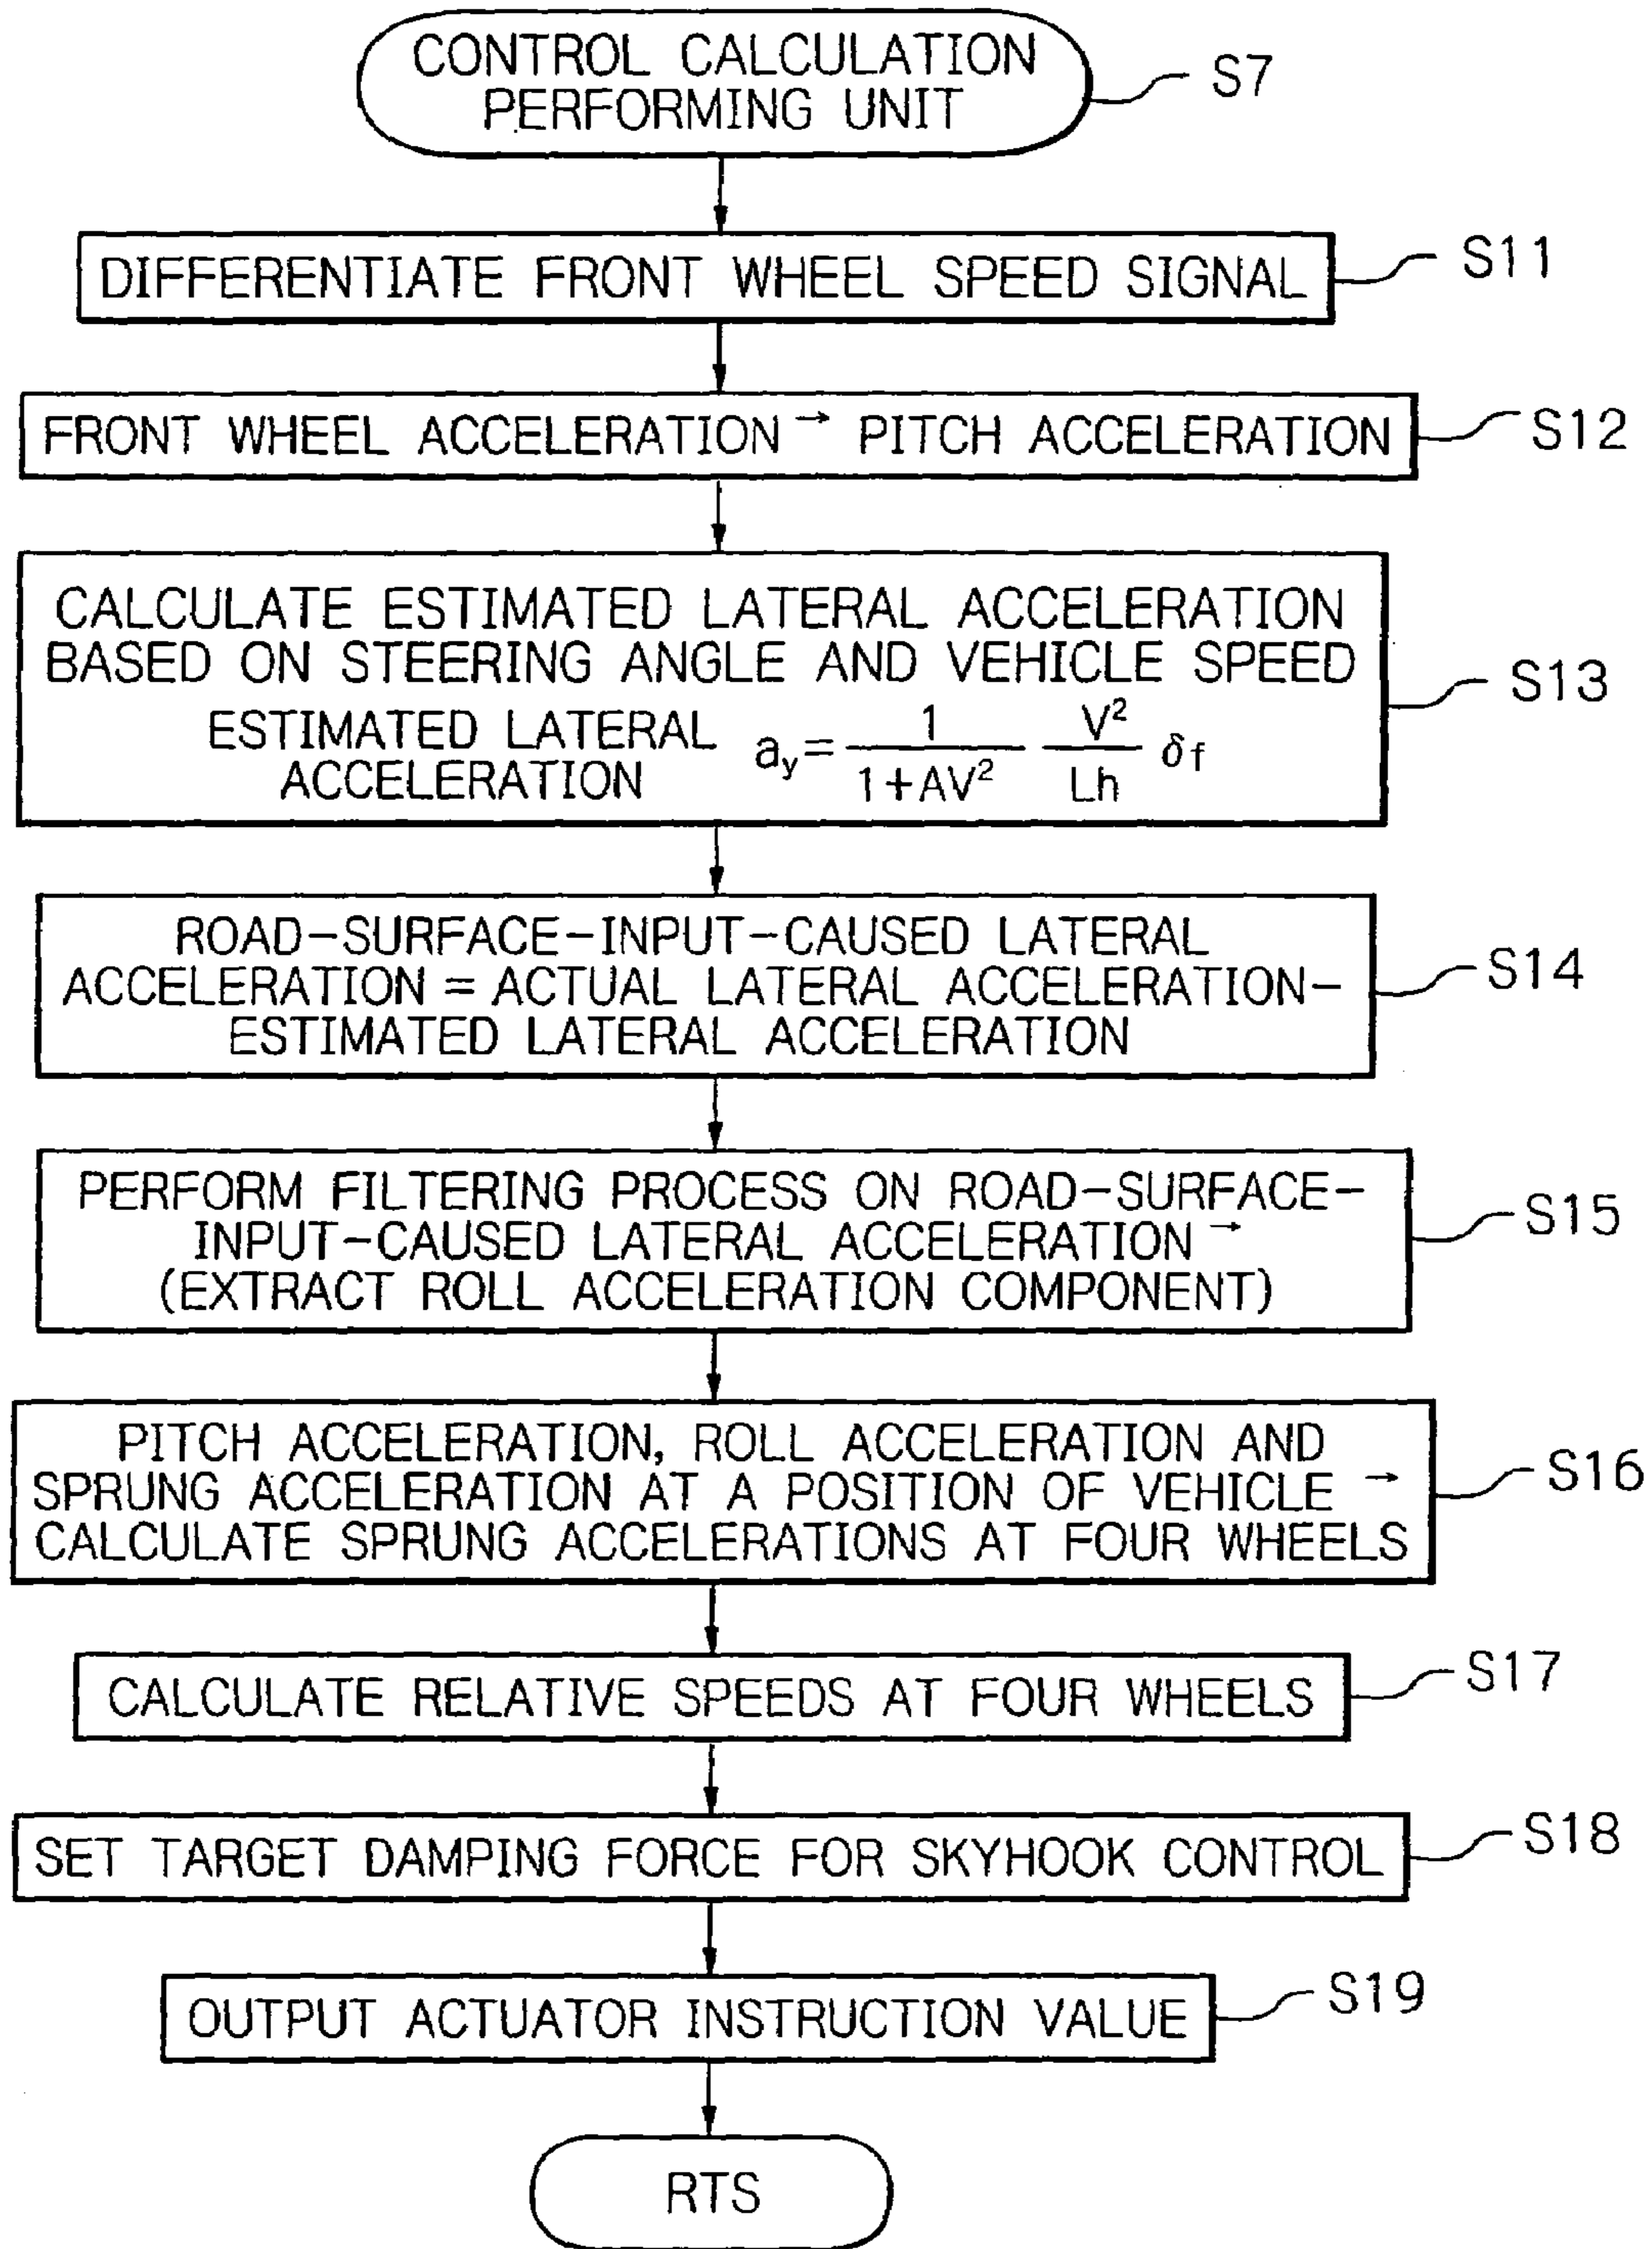 CONTROL CALCULATION
PERFORMING UNIT
S7
DIFFERENTIATE FRONT WHEEL SPEED SIGNAL
S11
FRONT WHEEL ACCELERATION → PITCH ACCELERATION
S12
CALCULATE ESTIMATED LATERAL ACCELERATION
BASED ON STEERING ANGLE AND VEHICLE SPEED
ESTIMATED LATERAL
ACCELERATION
a_y = 1/(1+AV²) V²/Lh δf
S13
ROAD-SURFACE-INPUT-CAUSED LATERAL
ACCELERATION = ACTUAL LATERAL ACCELERATION-
ESTIMATED LATERAL ACCELERATION
S14
PERFORM FILTERING PROCESS ON ROAD-SURFACE-
INPUT-CAUSED LATERAL ACCELERATION →
(EXTRACT ROLL ACCELERATION COMPONENT)
S15
PITCH ACCELERATION, ROLL ACCELERATION AND
SPRUNG ACCELERATION AT A POSITION OF VEHICLE →
CALCULATE SPRUNG ACCELERATIONS AT FOUR WHEELS
S16
CALCULATE RELATIVE SPEEDS AT FOUR WHEELS
S17
SET TARGET DAMPING FORCE FOR SKYHOOK CONTROL
S18
OUTPUT ACTUATOR INSTRUCTION VALUE
S19
RTS